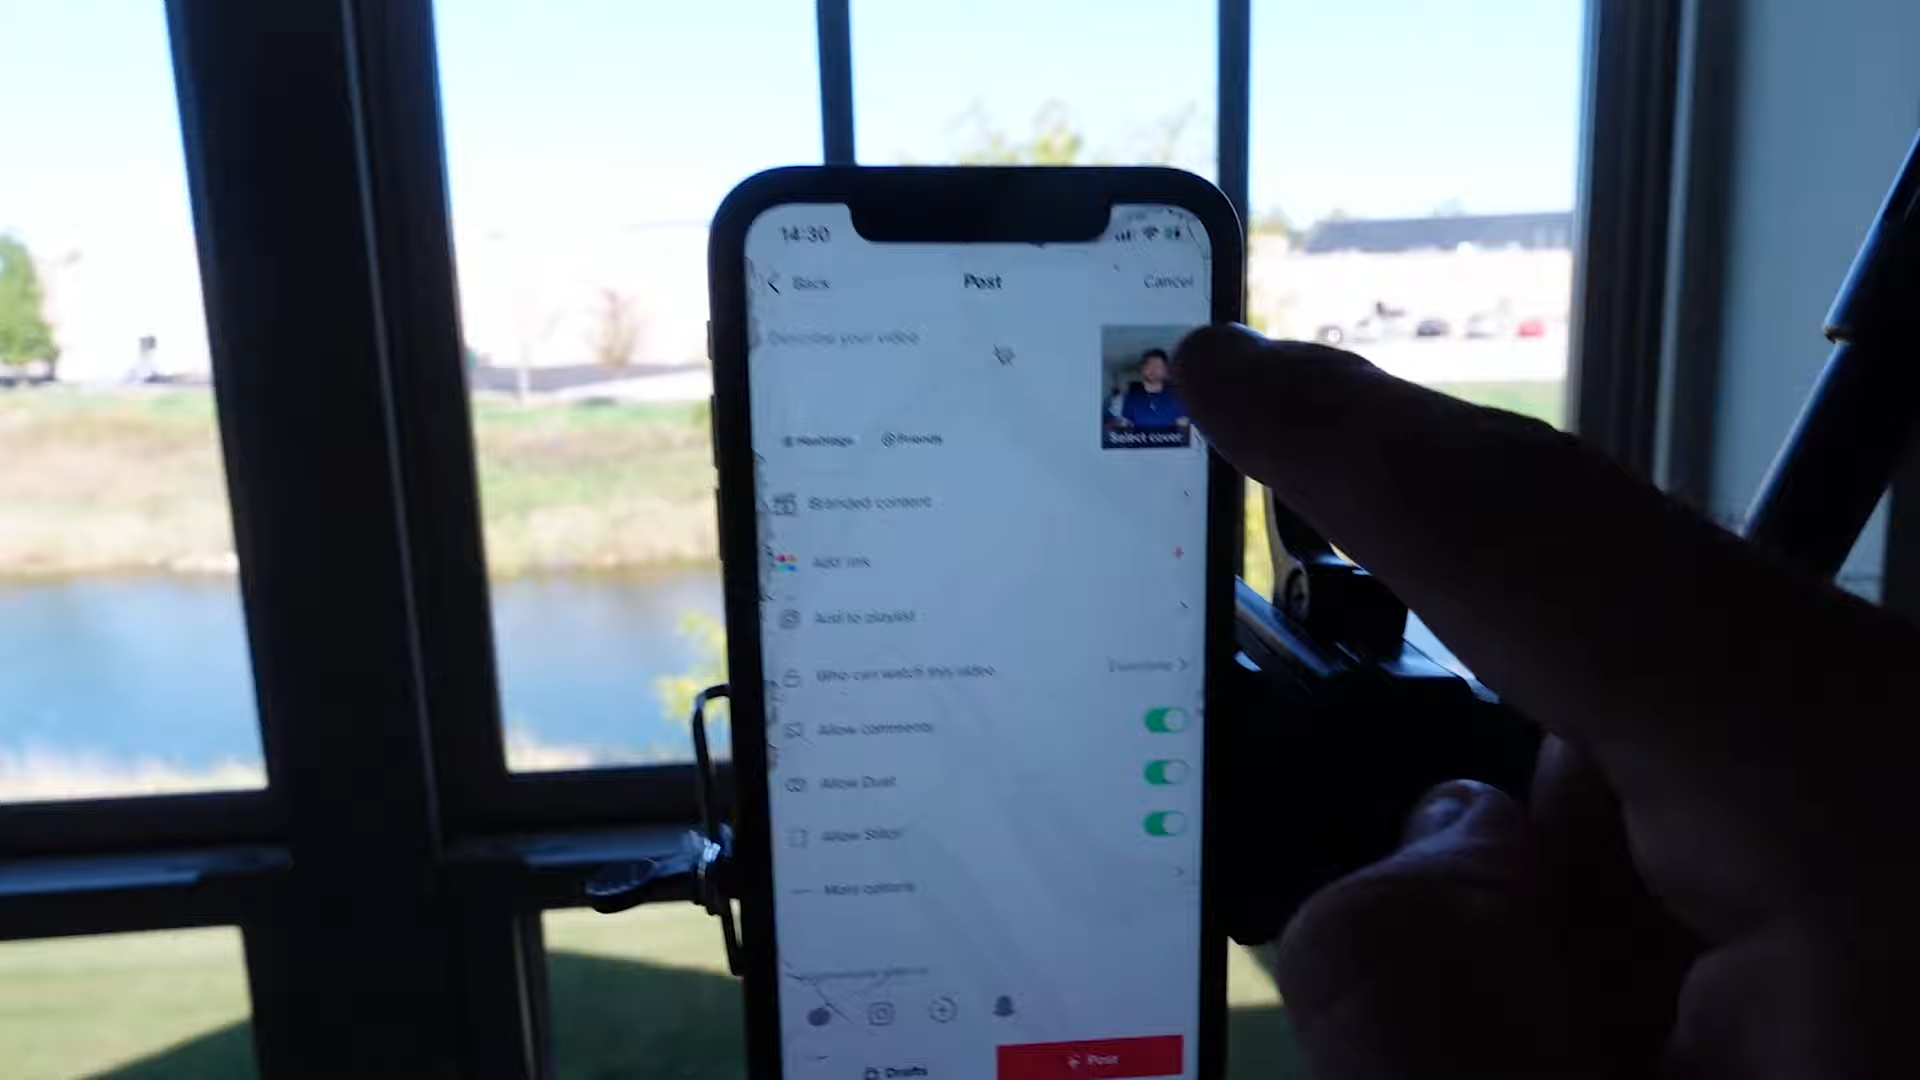 14:30
Back
Post
Cancel
Describe your video
Select cover
# Hashtags
@ Friends
Branded content
Add link
Add to playlist
Who can watch this video
Everyone
Allow comments
Allow Duet
Allow Stitch
More options
Drafts
Post